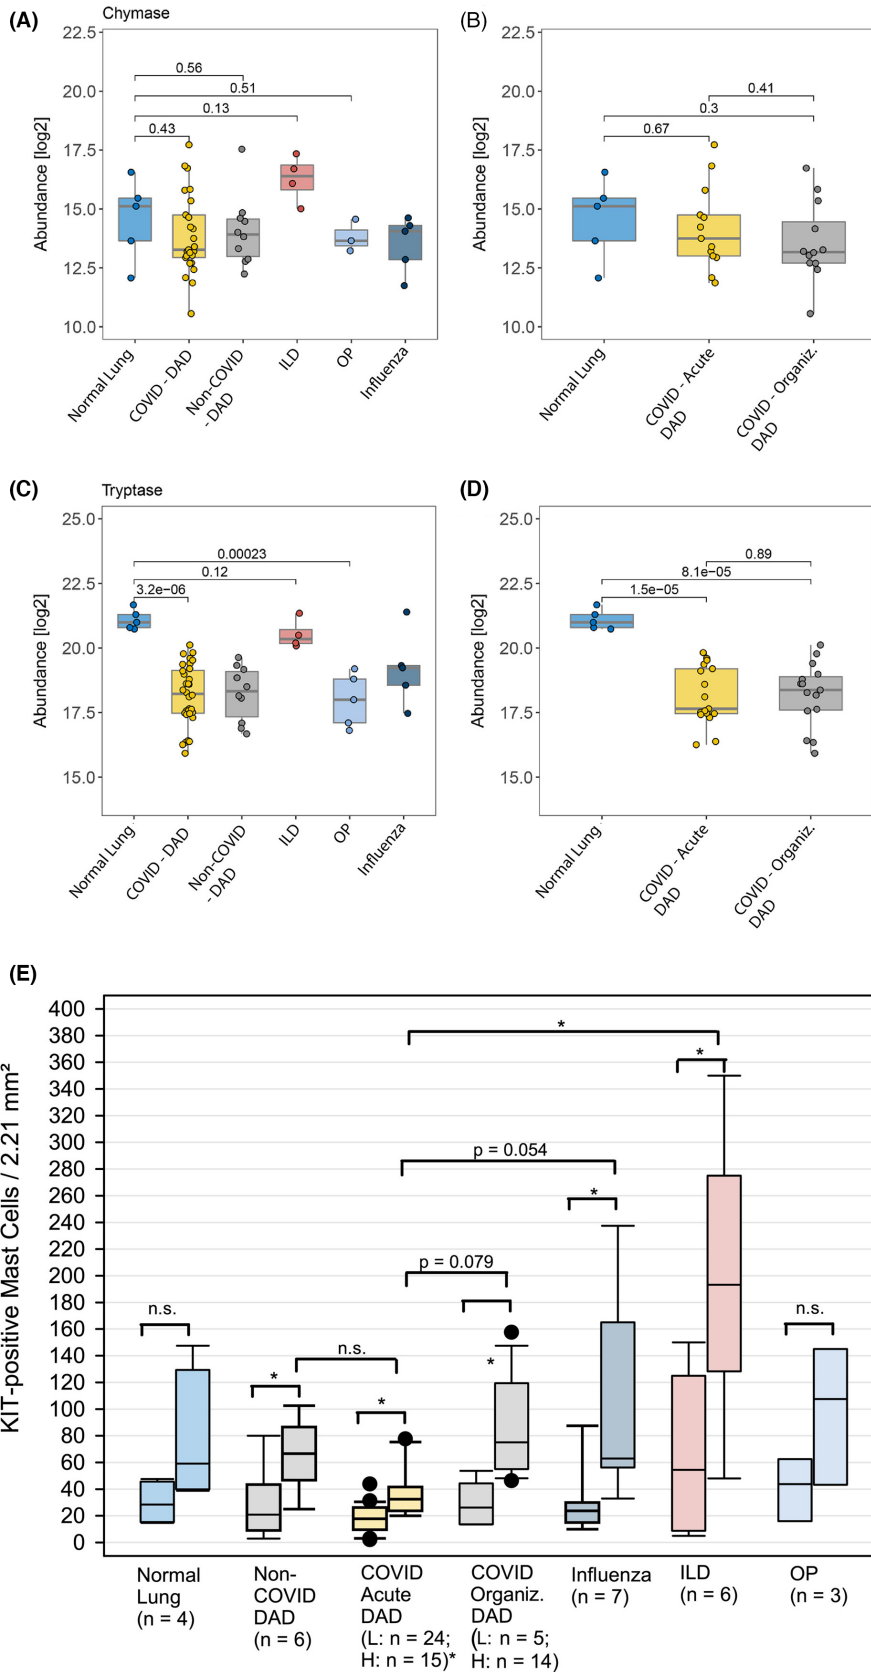 (A)
Chymase
Abundance [log2]
22.5
20.0
17.5
15.0
12.5
10.0
0.56
0.51
0.13
0.43
Normal Lung
COVID - DAD
Non-COVID
- DAD
ILD
OP
Influenza
(B)
Abundance [log2]
22.5
20.0
17.5
15.0
12.5
10.0
0.41
0.3
0.67
Normal Lung
COVID - Acute
DAD
COVID - Organiz.
DAD
(C)
Tryptase
Abundance [log2]
25.0
22.5
20.0
17.5
15.0
0.00023
0.12
3.2e−06
Normal Lung
COVID - DAD
Non-COVID
- DAD
ILD
OP
Influenza
(D)
Abundance [log2]
25.0
22.5
20.0
17.5
15.0
0.89
8.1e−05
1.5e−05
Normal Lung
COVID - Acute
DAD
COVID - Organiz.
DAD
(E)
KIT-positive Mast Cells / 2.21 mm²
400
380
360
340
320
300
280
260
240
220
200
180
160
140
120
100
80
60
40
20
0
*
*
p = 0.054
*
p = 0.079
n.s.
n.s.
n.s.
*
*
*
Normal
Lung
(n = 4)
Non-
COVID
DAD
(n = 6)
COVID
Acute
DAD
(L: n = 24;
H: n = 15)*
COVID
Organiz.
DAD
(L: n = 5;
H: n = 14)
Influenza
(n = 7)
ILD
(n = 6)
OP
(n = 3)